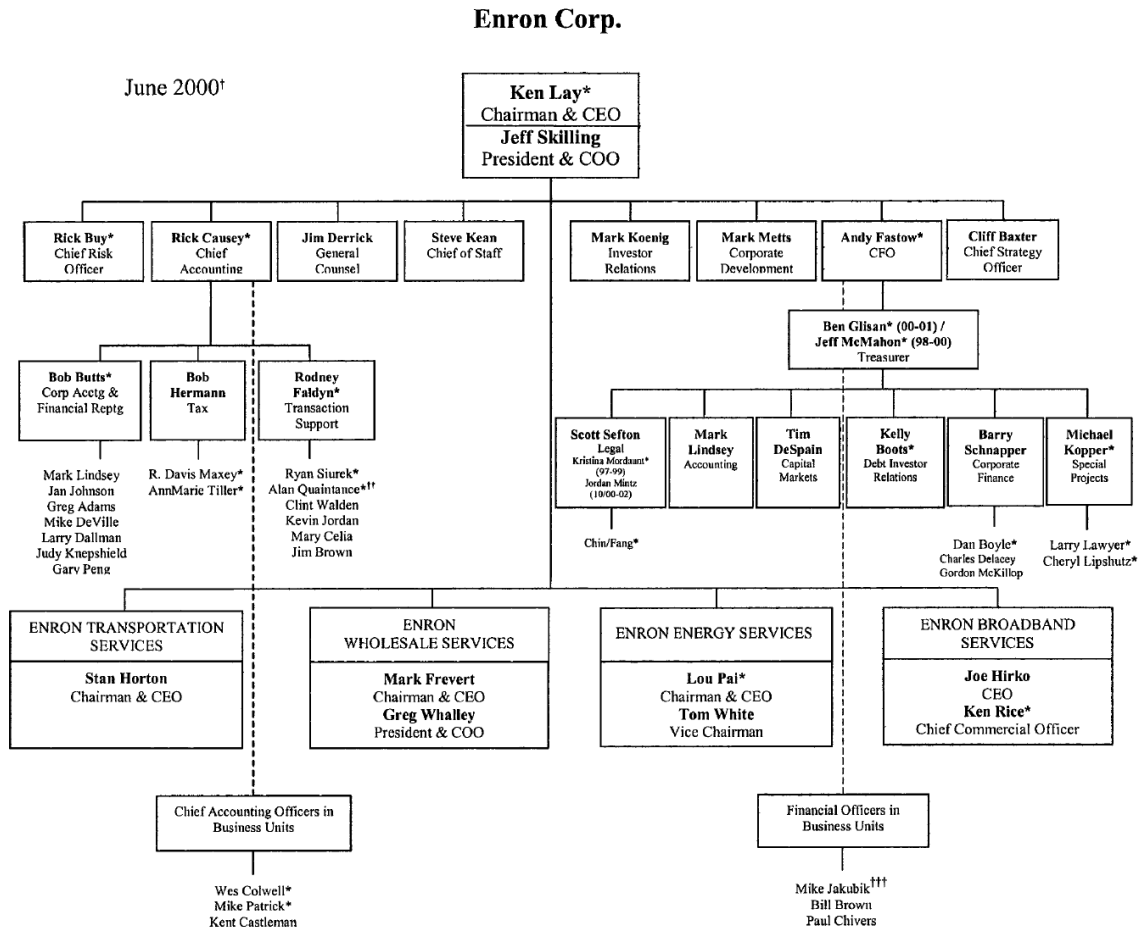 Enron Corp.
June 2000†
Ken Lay*
Chairman & CEO
Jeff Skilling
President & COO
Rick Buy*
Chief Risk
Officer
Rick Causey*
Chief
Accounting
Jim Derrick
General
Counsel
Steve Kean
Chief of Staff
Mark Koenig
Investor
Relations
Mark Metts
Corporate
Development
Andy Fastow*
CFO
Cliff Baxter
Chief Strategy
Officer
Ben Glisan* (00-01) /
Jeff McMahon* (98-00)
Treasurer
Bob Butts*
Corp Acctg &
Financial Reptg
Bob
Hermann
Tax
Rodney
Faldyn*
Transaction
Support
Scott Sefton
Legal
Kristina Mordaunt*
(97-99)
Jordan Mintz
(10/00-02)
Mark
Lindsey
Accounting
Tim
DeSpain
Capital
Markets
Kelly
Boots*
Debt Investor
Relations
Barry
Schnapper
Corporate
Finance
Michael
Kopper*
Special
Projects
Mark Lindsey
Jan Johnson
Greg Adams
Mike DeVille
Larry Dallman
Judy Knepshield
Gary Peng
R. Davis Maxey*
AnnMarie Tiller*
Ryan Siurek*
Alan Quaintance*††
Clint Walden
Kevin Jordan
Mary Celia
Jim Brown
Chin/Fang*
Dan Boyle*
Charles Delacey
Gordon McKillop
Larry Lawyer*
Cheryl Lipshutz*
ENRON TRANSPORTATION
SERVICES
Stan Horton
Chairman & CEO
ENRON
WHOLESALE SERVICES
Mark Frevert
Chairman & CEO
Greg Whalley
President & COO
ENRON ENERGY SERVICES
Lou Pai*
Chairman & CEO
Tom White
Vice Chairman
ENRON BROADBAND
SERVICES
Joe Hirko
CEO
Ken Rice*
Chief Commercial Officer
Chief Accounting Officers in
Business Units
Wes Colwell*
Mike Patrick*
Kent Castleman
Financial Officers in
Business Units
Mike Jakubik†††
Bill Brown
Paul Chivers